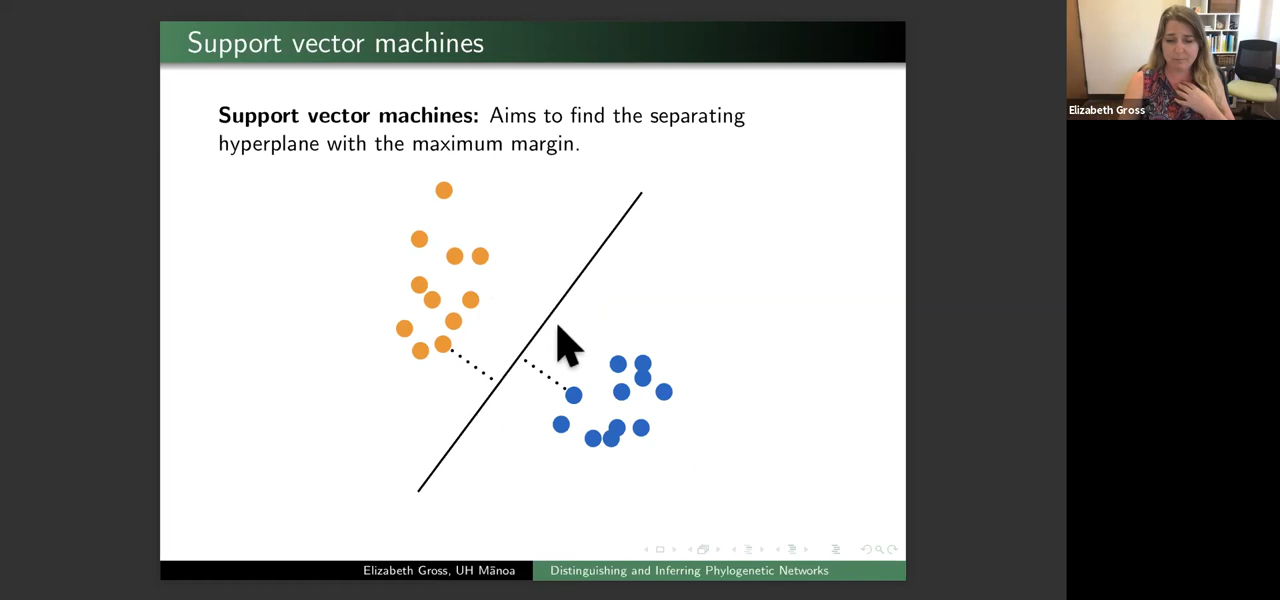 Support vector machines
Support vector machines: Aims to find the separating
hyperplane with the maximum margin.
Elizabeth Gross, UH Mānoa
Distinguishing and Inferring Phylogenetic Networks
Elizabeth Gross